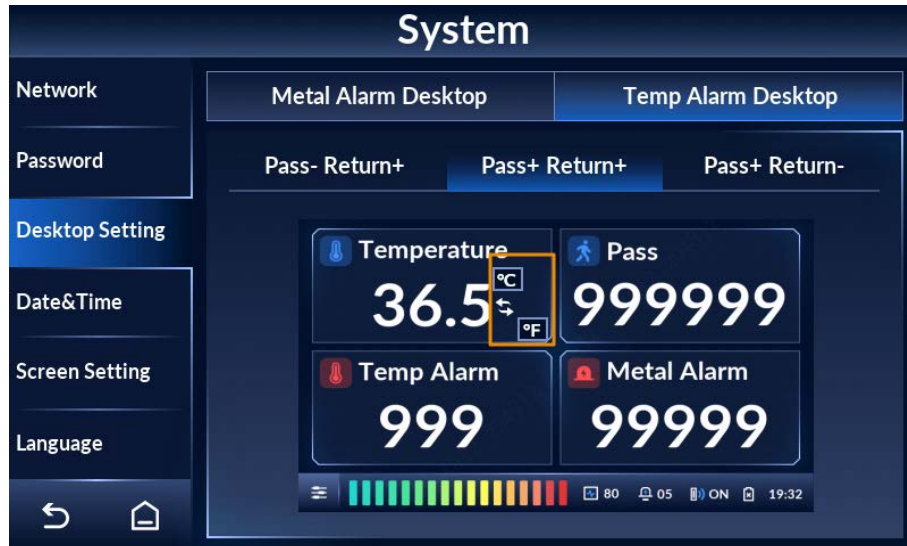 System
Network
Password
Desktop Setting
Date&Time
Screen Setting
Language
Metal Alarm Desktop
Temp Alarm Desktop
Pass- Return+
Pass+ Return+
Pass+ Return-
Temperature
36.5
°C
°F
Pass
999999
Temp Alarm
999
Metal Alarm
99999
80 05 ON 19:32